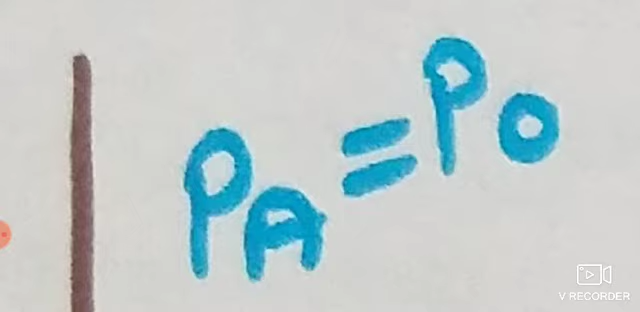 PA = PO
V RECORDER